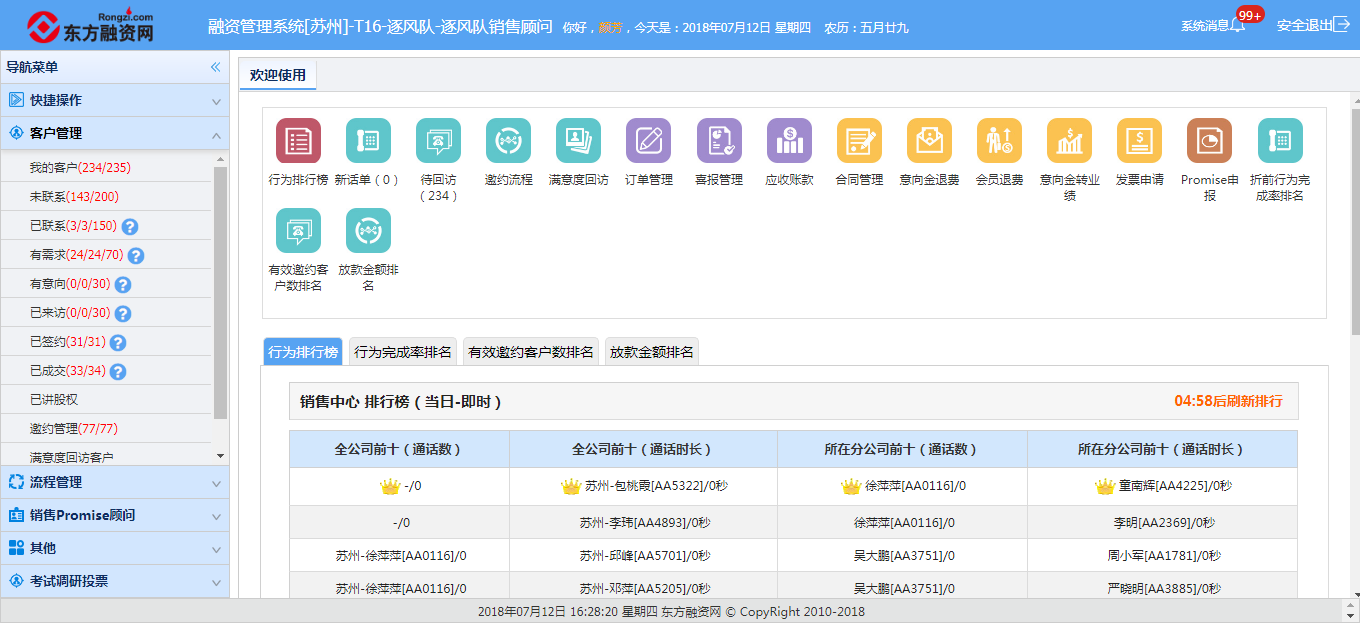 Rongzi.com
东方融资网
融资管理系统[苏州]-T16-逐风队-逐风队销售顾问 你好，颜芳，今天是：2018年07月12日 星期四 农历：五月廿九
系统消息 99+ 安全退出
导航菜单
快捷操作
客户管理
我的客户(234/235)
未联系(143/200)
已联系(3/3/150) ?
有需求(24/24/70) ?
有意向(0/0/30) ?
已来访(0/0/30) ?
已签约(31/31) ?
已成交(33/34) ?
已讲股权
邀约管理(77/77)
满意度回访客户
流程管理
销售Promise顾问
其他
考试调研投票
欢迎使用
行为排行榜 新话单（0） 待回访（234） 邀约流程 满意度回访 订单管理 喜报管理 应收账款 合同管理 意向金退费 会员退费 意向金转业绩 发票申请 Promise申报 折前行为完成率排名
有效邀约客户数排名 放款金额排名
行为排行榜 行为完成率排名 有效邀约客户数排名 放款金额排名
销售中心 排行榜（当日-即时） 04:58后刷新排行
全公司前十（通话数） 全公司前十（通话时长） 所在分公司前十（通话数） 所在分公司前十（通话时长）
-/0 苏州-包桃霞[AA5322]/0秒 徐萍萍[AA0116]/0 童南辉[AA4225]/0秒
-/0 苏州-李玮[AA4893]/0秒 徐萍萍[AA0116]/0 李明[AA2369]/0秒
苏州-徐萍萍[AA0116]/0 苏州-邱峰[AA5701]/0秒 吴大鹏[AA3751]/0 周小军[AA1781]/0秒
苏州-徐萍萍[AA0116]/0 苏州-邓萍[AA5205]/0秒 吴大鹏[AA3751]/0 严晓明[AA3885]/0秒
2018年07月12日 16:28:20 星期四 东方融资网 © CopyRight 2010-2018